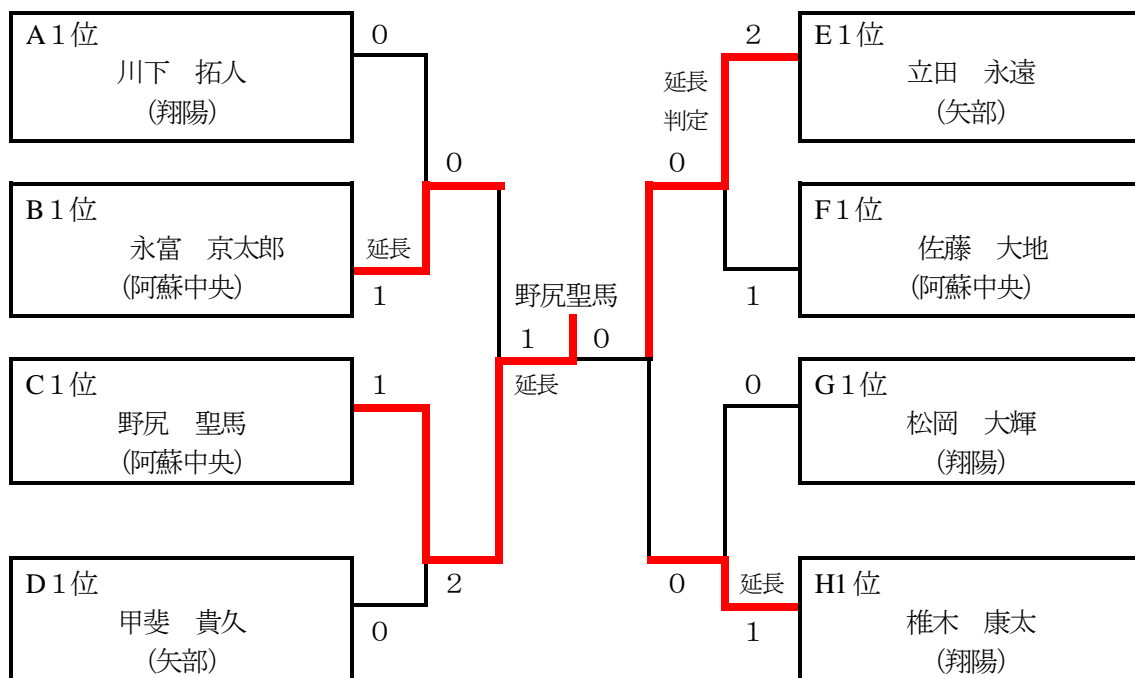 A１位
川下　拓人
(翔陽)
0
B１位
永富　京太郎
(阿蘇中央)
延長
1
0
C１位
野尻　聖馬
(阿蘇中央)
1
D１位
甲斐　貴久
(矢部)
0
2
野尻聖馬
1
0
延長
E１位
立田　永遠
(矢部)
2
延長
判定
0
F１位
佐藤　大地
(阿蘇中央)
1
G１位
松岡　大輝
(翔陽)
0
H1位
椎木　康太
(翔陽)
延長
1
0